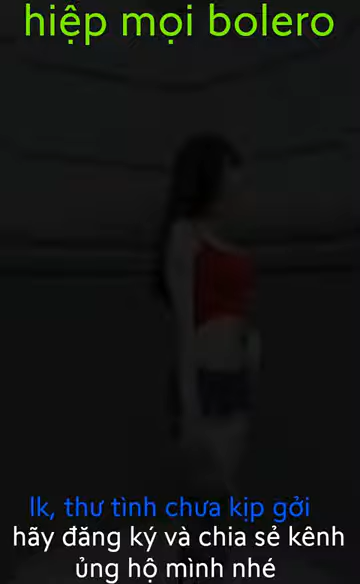 hiệp mọi bolero
lk, thư tình chưa kịp gởi
hãy đăng ký và chia sẻ kênh
ủng hộ mình nhé